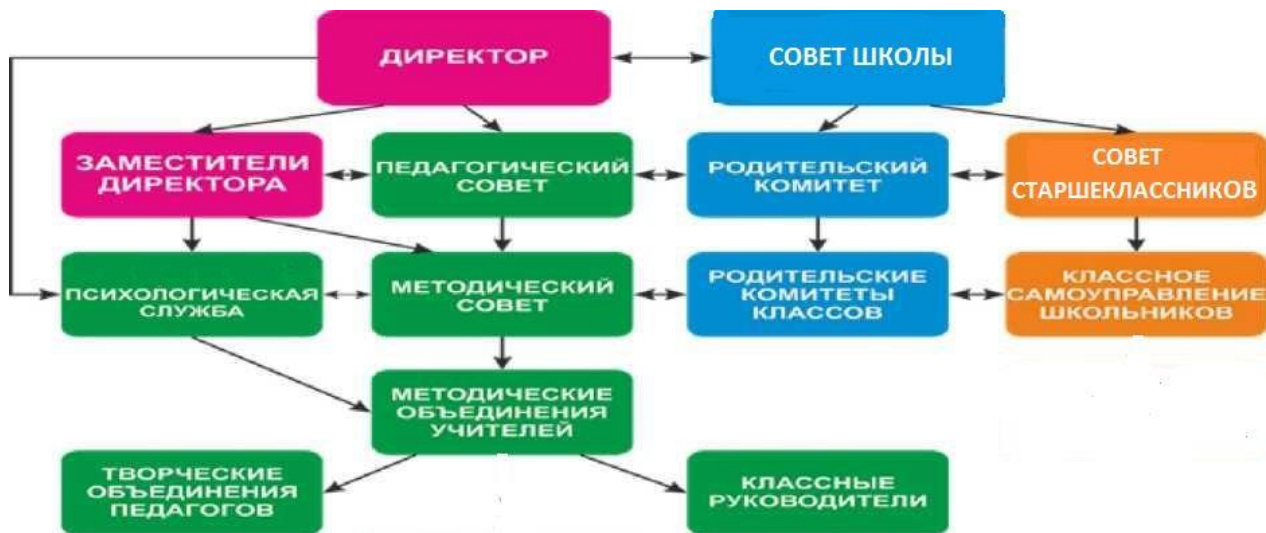 ДИРЕКТОР
СОВЕТ ШКОЛЫ
ЗАМЕСТИТЕЛИ
ДИРЕКТОРА
ПЕДАГОГИЧЕСКИЙ
СОВЕТ
РОДИТЕЛЬСКИЙ
КОМИТЕТ
СОВЕТ
СТАРШЕКЛАССНИКОВ
ПСИХОЛОГИЧЕСКАЯ
СЛУЖБА
МЕТОДИЧЕСКИЙ
СОВЕТ
РОДИТЕЛЬСКИЕ
КОМИТЕТЫ
КЛАССОВ
КЛАССНОЕ
САМОУПРАВЛЕНИЕ
ШКОЛЬНИКОВ
МЕТОДИЧЕСКИЕ
ОБЪЕДИНЕНИЯ
УЧИТЕЛЕЙ
ТВОРЧЕСКИЕ
ОБЪЕДИНЕНИЯ
ПЕДАГОГОВ
КЛАССНЫЕ
РУКОВОДИТЕЛИ